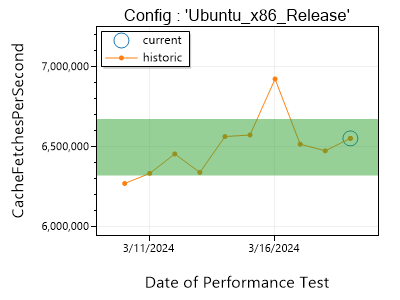 Config : 'Ubuntu_x86_Release'
current
historic
7,000,000
6,500,000
6,000,000
CacheFetchesPerSecond
3/11/2024
3/16/2024
Date of Performance Test